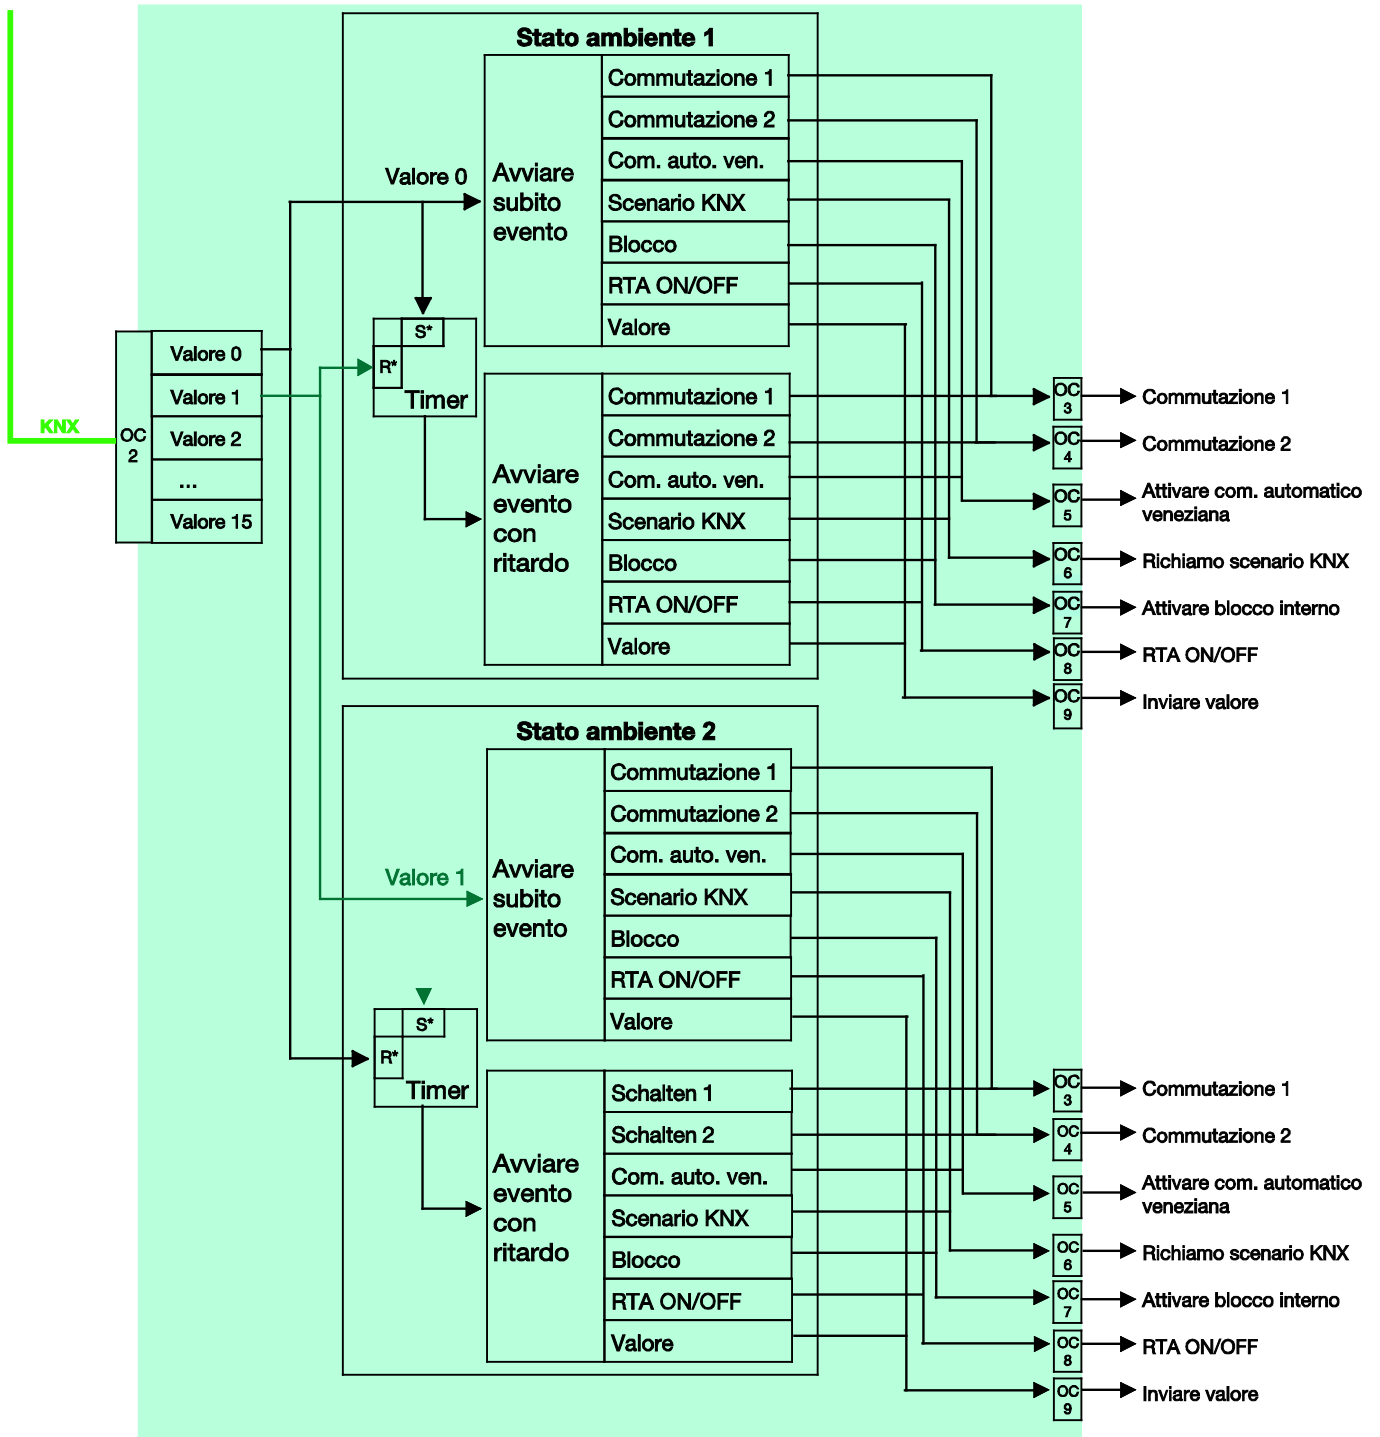 KNX
OC
2
Valore 0
Valore 1
Valore 2
...
Valore 15
Stato ambiente 1
Valore 0
Avviare
subito
evento
Commutazione 1
Commutazione 2
Com. auto. ven.
Scenario KNX
Blocco
RTA ON/OFF
Valore
S*
R*
Timer
Avviare
evento
con
ritardo
Commutazione 1
Commutazione 2
Com. auto. ven.
Scenario KNX
Blocco
RTA ON/OFF
Valore
OC
3
Commutazione 1
OC
4
Commutazione 2
OC
5
Attivare com. automatico
veneziana
OC
6
Richiamo scenario KNX
OC
7
Attivare blocco interno
OC
8
RTA ON/OFF
OC
9
Inviare valore
Stato ambiente 2
Valore 1
Avviare
subito
evento
Commutazione 1
Commutazione 2
Com. auto. ven.
Scenario KNX
Blocco
RTA ON/OFF
Valore
S*
R*
Timer
Avviare
evento
con
ritardo
Schalten 1
Schalten 2
Com. auto. ven.
Scenario KNX
Blocco
RTA ON/OFF
Valore
OC
3
Commutazione 1
OC
4
Commutazione 2
OC
5
Attivare com. automatico
veneziana
OC
6
Richiamo scenario KNX
OC
7
Attivare blocco interno
OC
8
RTA ON/OFF
OC
9
Inviare valore